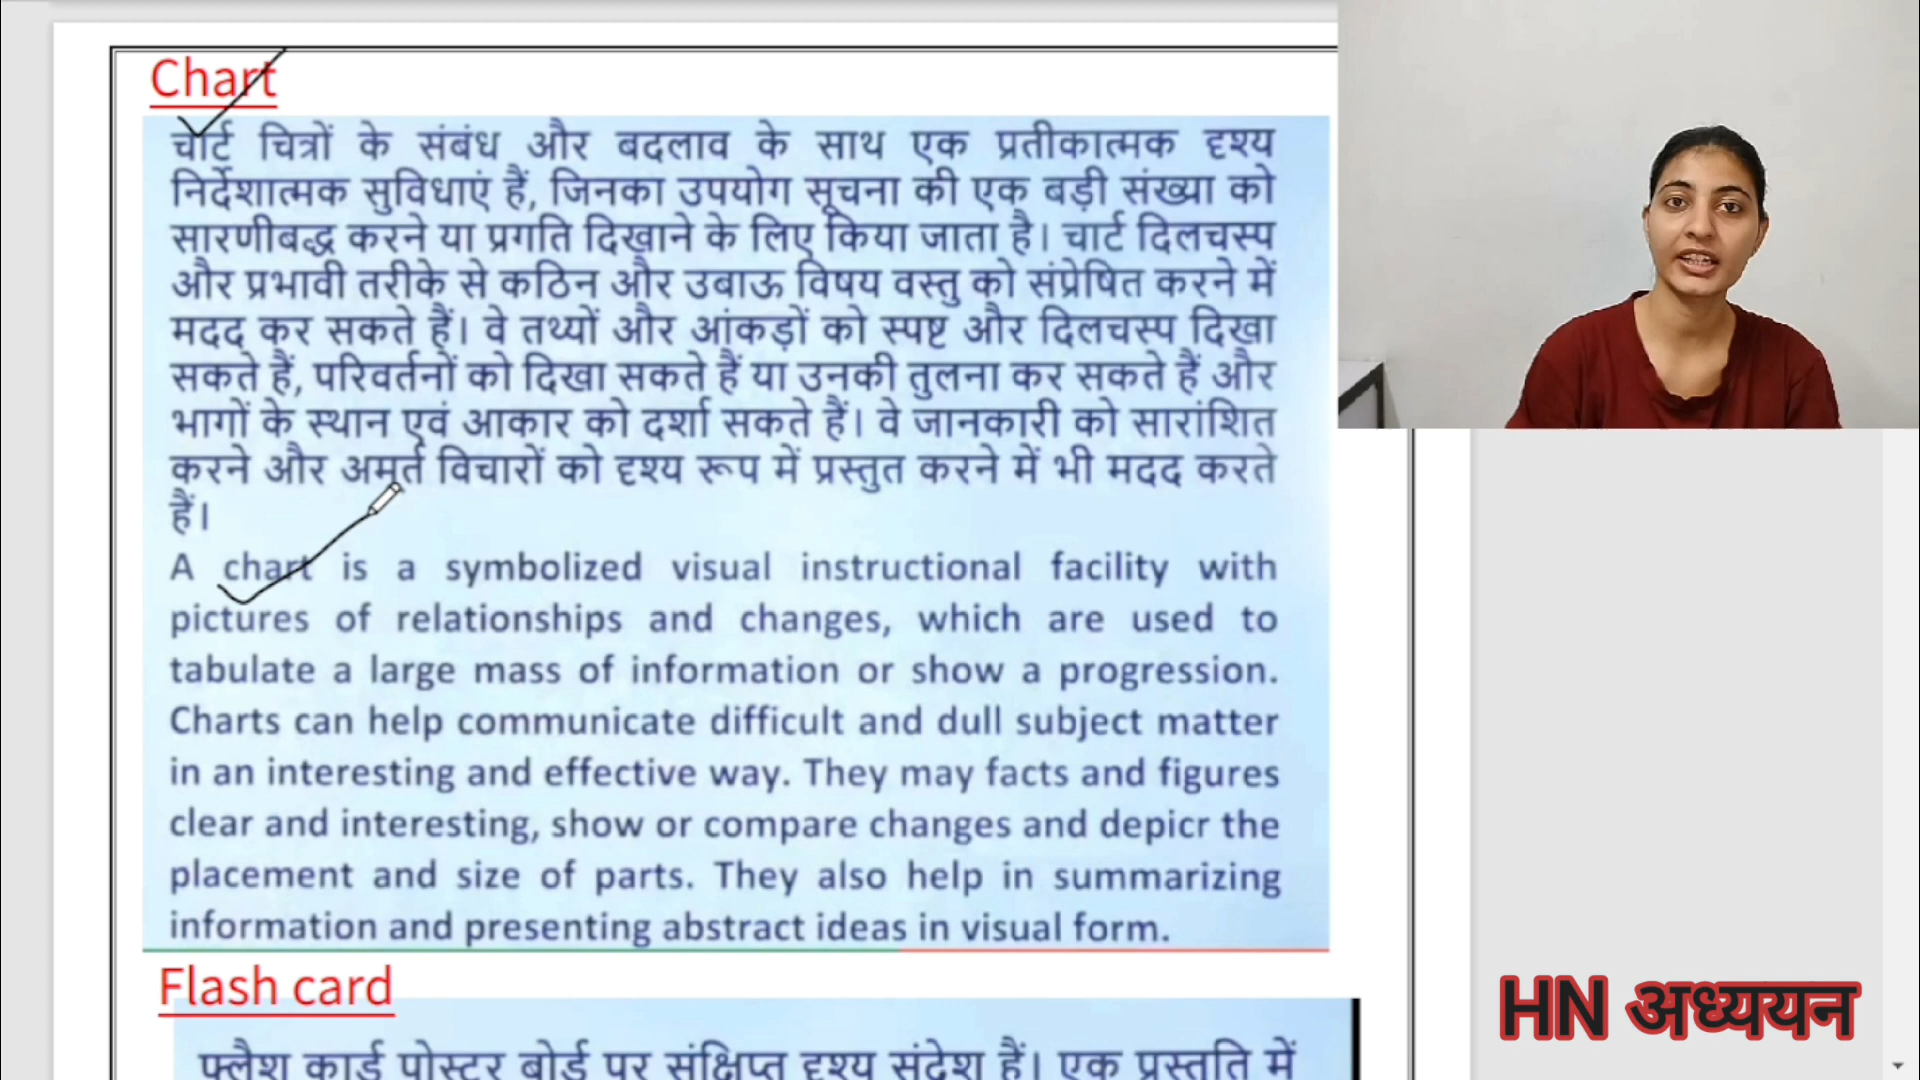 Chart
चार्ट चित्रों के संबंध और बदलाव के साथ एक प्रतीकात्मक दृश्य
निर्देशात्मक सुविधाएं हैं, जिनका उपयोग सूचना की एक बड़ी संख्या को
सारणीबद्ध करने या प्रगति दिखाने के लिए किया जाता है। चार्ट दिलचस्प
और प्रभावी तरीके से कठिन और उबाऊ विषय वस्तु को संप्रेषित करने में
मदद कर सकते हैं। वे तथ्यों और आंकड़ों को स्पष्ट और दिलचस्प दिखा
सकते हैं, परिवर्तनों को दिखा सकते हैं या उनकी तुलना कर सकते हैं और
भागों के स्थान एवं आकार को दर्शा सकते हैं। वे जानकारी को सारांशित
करने और अमूर्त विचारों को दृश्य रूप में प्रस्तुत करने में भी मदद करते
हैं।
A chart is a symbolized visual instructional facility with
pictures of relationships and changes, which are used to
tabulate a large mass of information or show a progression.
Charts can help communicate difficult and dull subject matter
in an interesting and effective way. They may facts and figures
clear and interesting, show or compare changes and depicr the
placement and size of parts. They also help in summarizing
information and presenting abstract ideas in visual form.
Flash card
फ्लैश कार्ड पोस्टर बोर्ड पर संक्षिप्त दृश्य संदेश हैं। एक प्रस्तुति में
HN अध्ययन